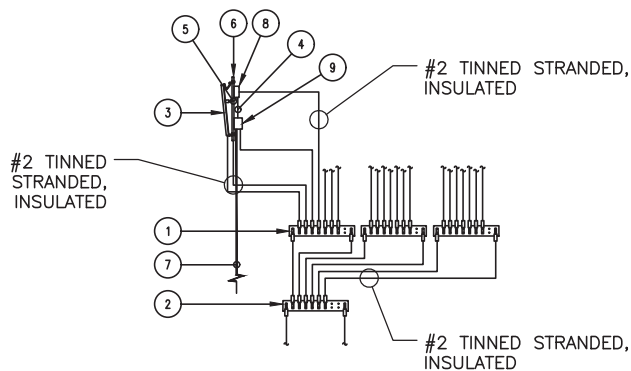 5
6
8
4
9
3
#2 TINNED STRANDED,
INSULATED
#2 TINNED
STRANDED,
INSULATED
1
7
2
#2 TINNED STRANDED,
INSULATED